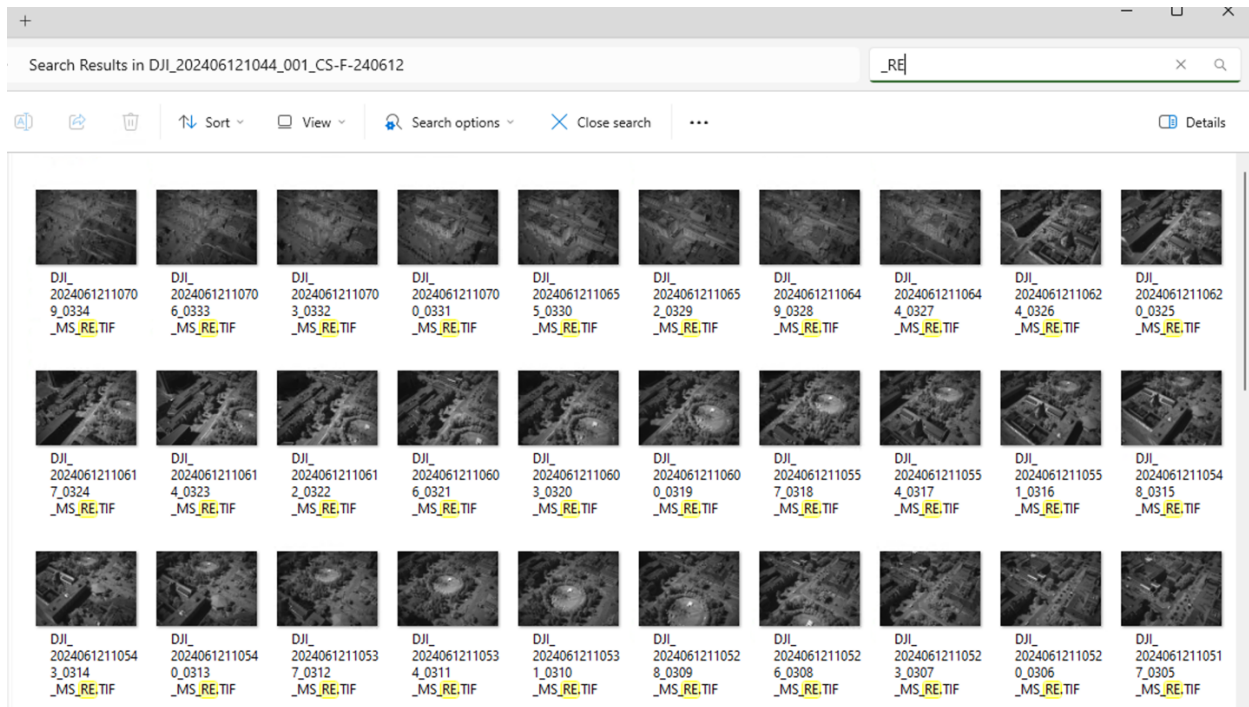 Search Results in DJI_202406121044_001_CS-F-240612
_RE
Sort
View
Search options
Close search
Details
DJI_
2024061211070
9_0334
_MS_RE.TIF
DJI_
2024061211070
6_0333
_MS_RE.TIF
DJI_
2024061211070
3_0332
_MS_RE.TIF
DJI_
2024061211070
0_0331
_MS_RE.TIF
DJI_
2024061211065
5_0330
_MS_RE.TIF
DJI_
2024061211065
2_0329
_MS_RE.TIF
DJI_
2024061211064
9_0328
_MS_RE.TIF
DJI_
2024061211064
4_0327
_MS_RE.TIF
DJI_
2024061211062
4_0326
_MS_RE.TIF
DJI_
2024061211062
0_0325
_MS_RE.TIF
DJI_
2024061211061
7_0324
_MS_RE.TIF
DJI_
2024061211061
4_0323
_MS_RE.TIF
DJI_
2024061211061
2_0322
_MS_RE.TIF
DJI_
2024061211060
6_0321
_MS_RE.TIF
DJI_
2024061211060
3_0320
_MS_RE.TIF
DJI_
2024061211060
0_0319
_MS_RE.TIF
DJI_
2024061211055
7_0318
_MS_RE.TIF
DJI_
2024061211055
4_0317
_MS_RE.TIF
DJI_
2024061211055
1_0316
_MS_RE.TIF
DJI_
2024061211054
8_0315
_MS_RE.TIF
DJI_
2024061211054
3_0314
_MS_RE.TIF
DJI_
2024061211054
0_0313
_MS_RE.TIF
DJI_
2024061211053
7_0312
_MS_RE.TIF
DJI_
2024061211053
4_0311
_MS_RE.TIF
DJI_
2024061211053
1_0310
_MS_RE.TIF
DJI_
2024061211052
8_0309
_MS_RE.TIF
DJI_
2024061211052
6_0308
_MS_RE.TIF
DJI_
2024061211052
3_0307
_MS_RE.TIF
DJI_
2024061211052
0_0306
_MS_RE.TIF
DJI_
2024061211051
7_0305
_MS_RE.TIF